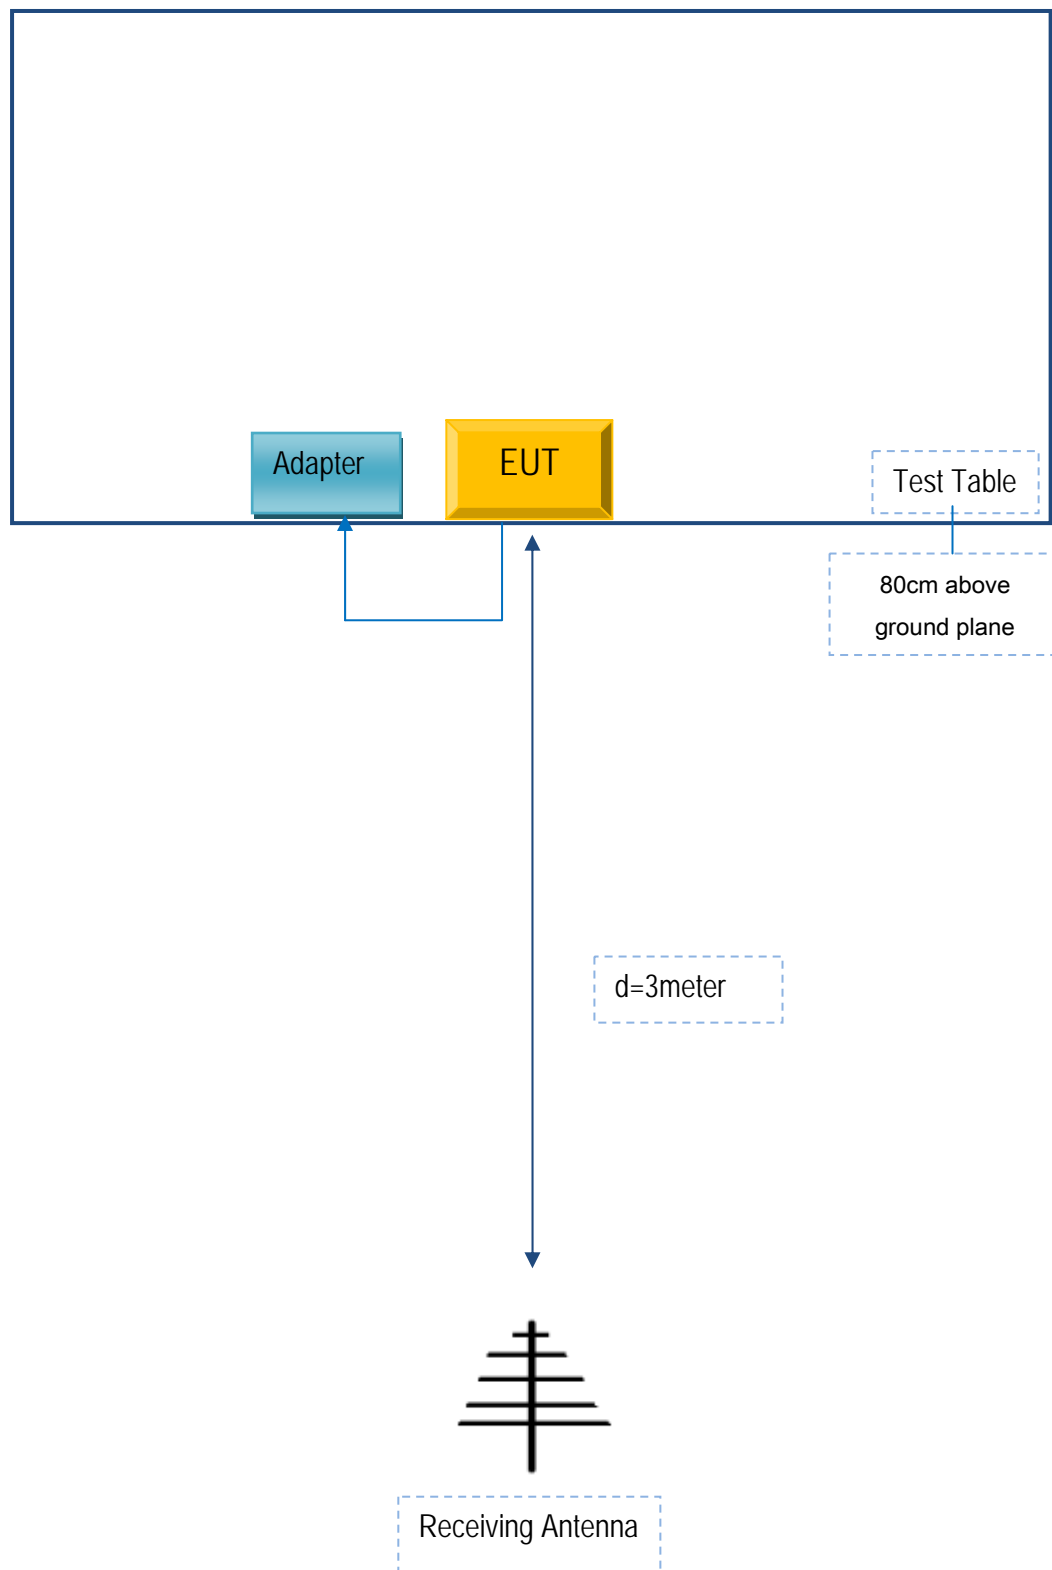 Adapter
EUT
Test Table
80cm above
ground plane
d=3meter
Receiving Antenna